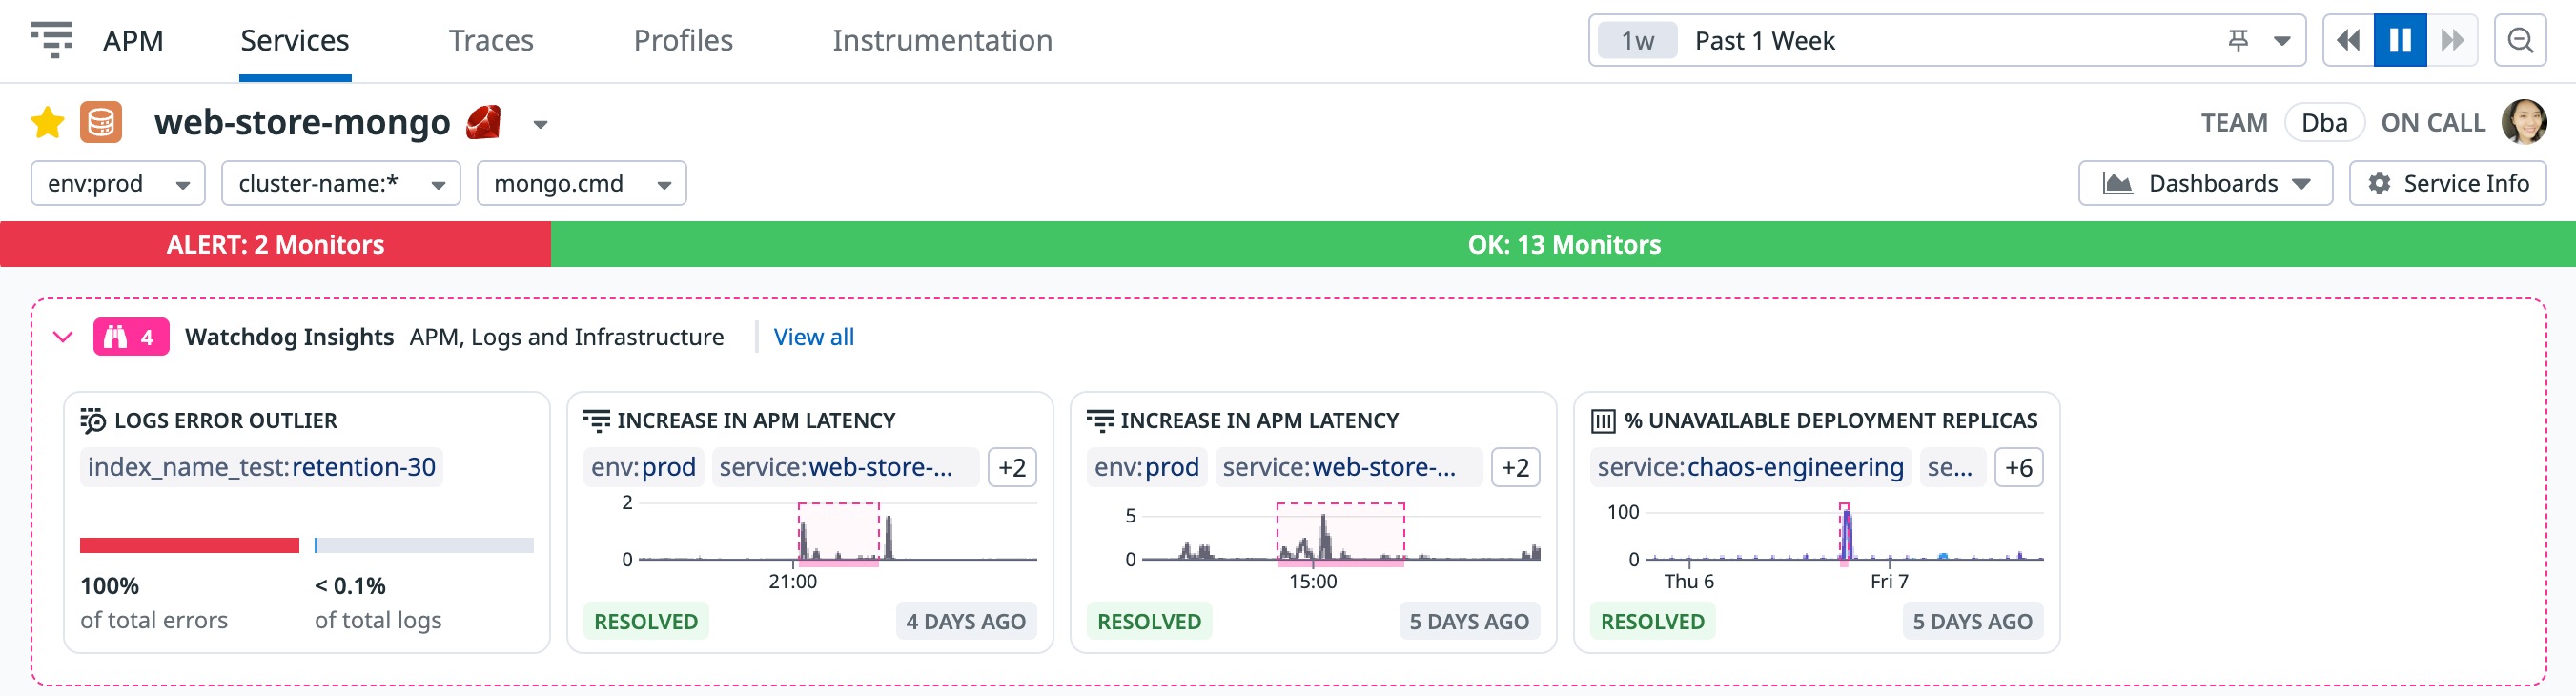 APM Services Traces Profiles Instrumentation 1w Past 1 Week
web-store-mongo TEAM Dba ON CALL
env:prod cluster-name:* mongo.cmd Dashboards Service Info
ALERT: 2 Monitors OK: 13 Monitors
4 Watchdog Insights APM, Logs and Infrastructure View all
LOGS ERROR OUTLIER
index_name_test:retention-30
100% < 0.1%
of total errors of total logs
INCREASE IN APM LATENCY
env:prod service:web-store-... +2
2
0
21:00
RESOLVED 4 DAYS AGO
INCREASE IN APM LATENCY
env:prod service:web-store-... +2
5
0
15:00
RESOLVED 5 DAYS AGO
% UNAVAILABLE DEPLOYMENT REPLICAS
service:chaos-engineering se... +6
100
0
Thu 6 Fri 7
RESOLVED 5 DAYS AGO